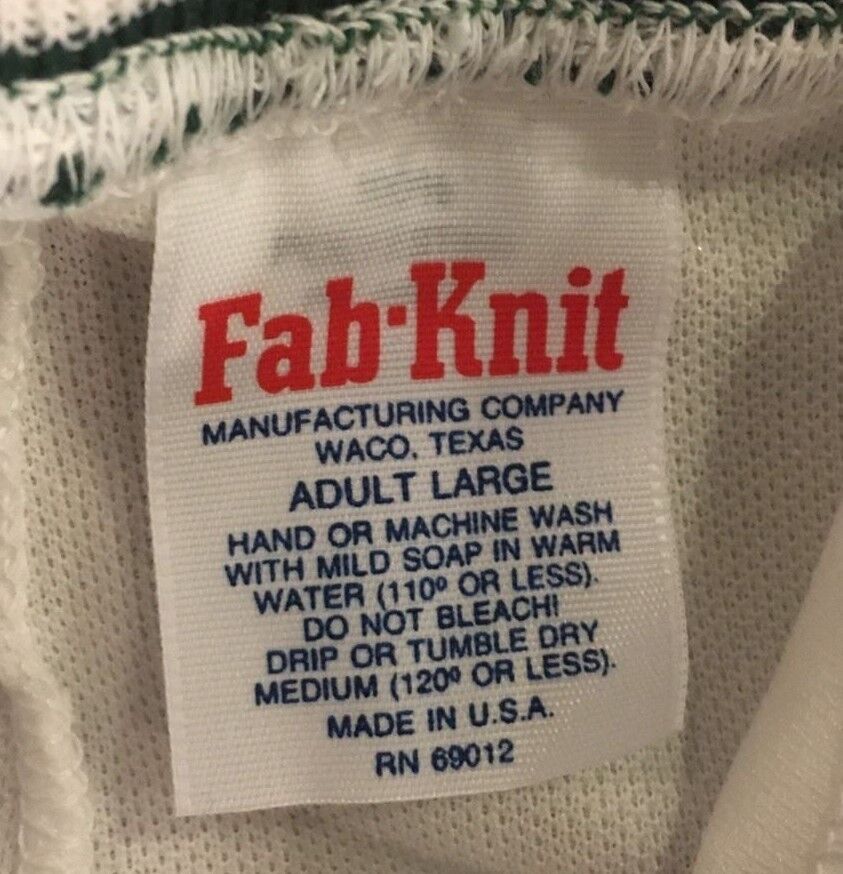 Fab-Knit
MANUFACTURING COMPANY
WACO, TEXAS
ADULT LARGE
HAND OR MACHINE WASH
WITH MILD SOAP IN WARM
WATER (110º OR LESS).
DO NOT BLEACH!
DRIP OR TUMBLE DRY
MEDIUM (120º OR LESS).
MADE IN U.S.A.
RN 69012